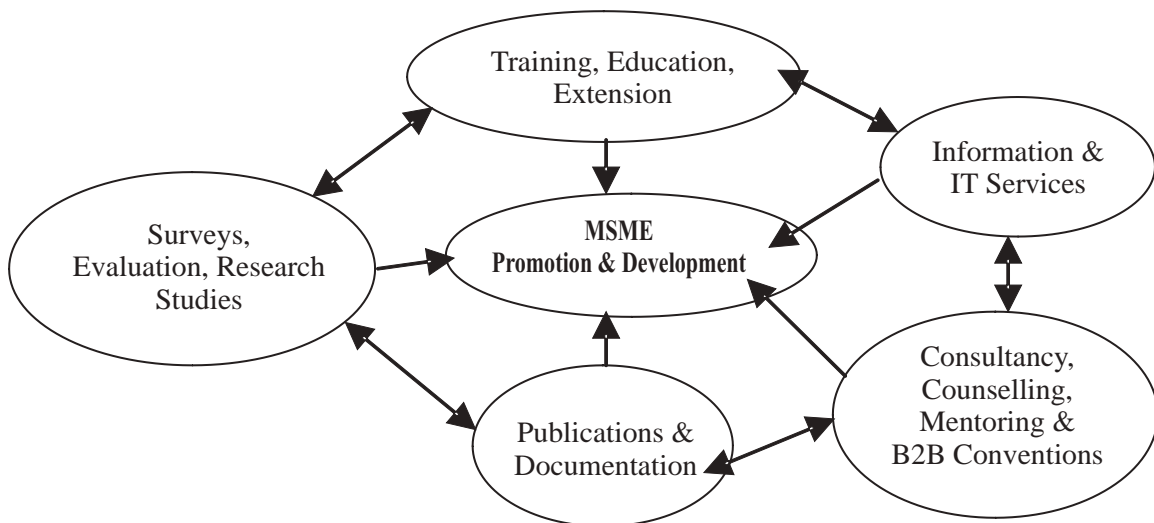 Training, Education,
Extension
Information &
IT Services
MSME
Promotion & Development
Surveys,
Evaluation, Research
Studies
Consultancy,
Counselling,
Mentoring &
B2B Conventions
Publications &
Documentation